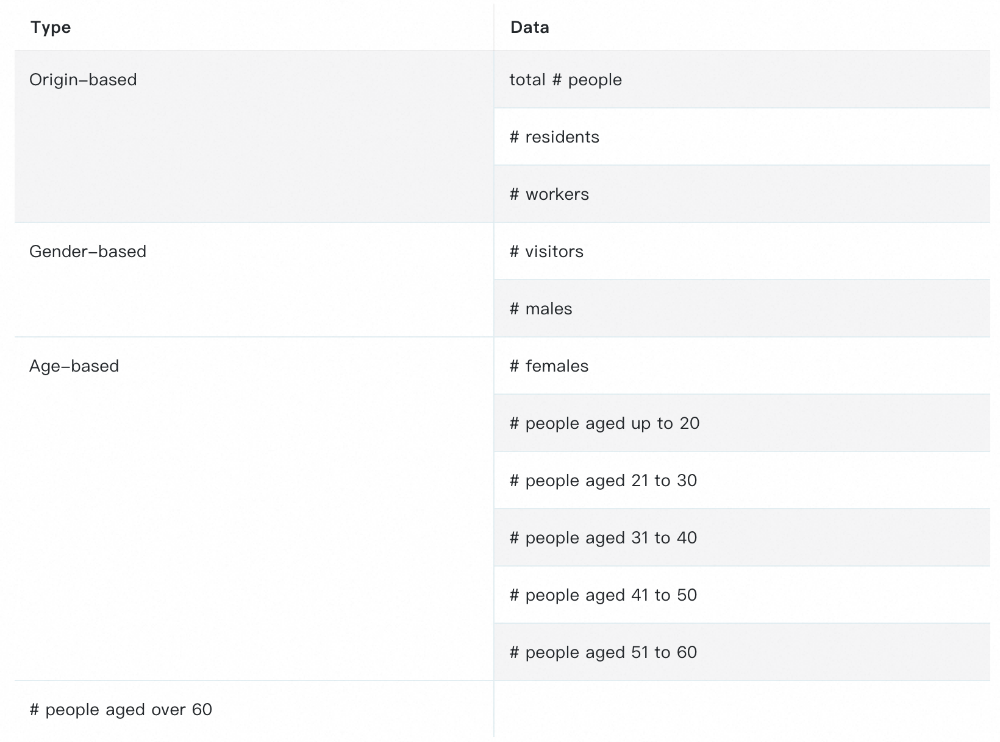 Type Data
Origin–based total # people
# residents
# workers
Gender–based # visitors
# males
Age–based # females
# people aged up to 20
# people aged 21 to 30
# people aged 31 to 40
# people aged 41 to 50
# people aged 51 to 60
# people aged over 60